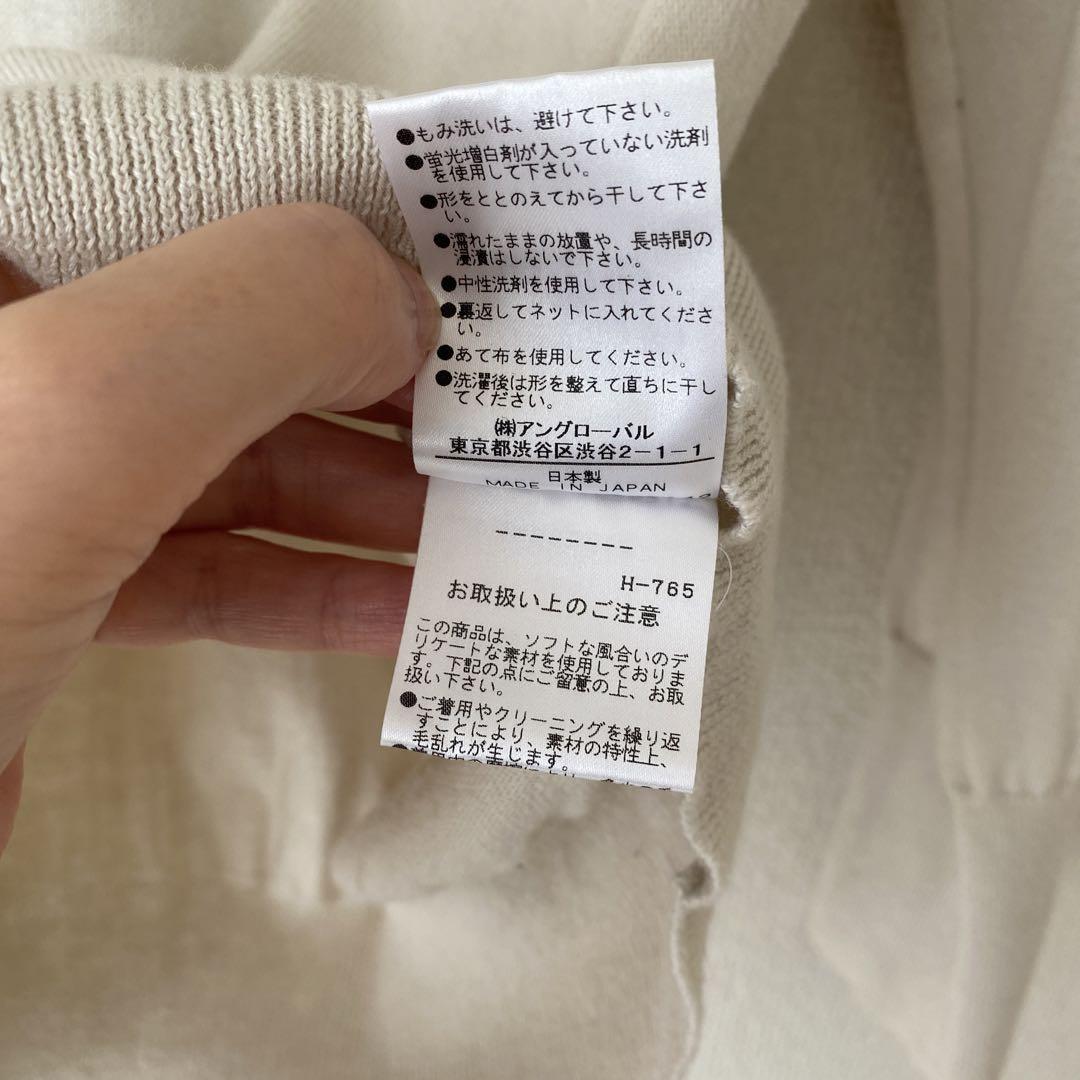 ●もみ洗いは、避けて下さい。
●蛍光増白剤が入っていない洗剤
を使用して下さい。
●形をととのえてから干して下さ
い。
●濡れたままの放置や、長時間の
浸漬はしないで下さい。
●中性洗剤を使用して下さい。
●裏返してネットに入れてくださ
い。
●あて布を使用してください。
●洗濯後は形を整えて直ちに干し
てください。
㈱アングローバル
東京都渋谷区渋谷2-1-1
日本製
MADE IN JAPAN
--------
H-765
お取扱い上のご注意
この商品は、ソフトな風合いのデ
リケートな素材を使用しておりま
す。下記の点にご留意の上、お取
扱い下さい。
●ご着用やクリーニングを繰り返
すことにより、素材の特性上、
毛乱れが生じます。